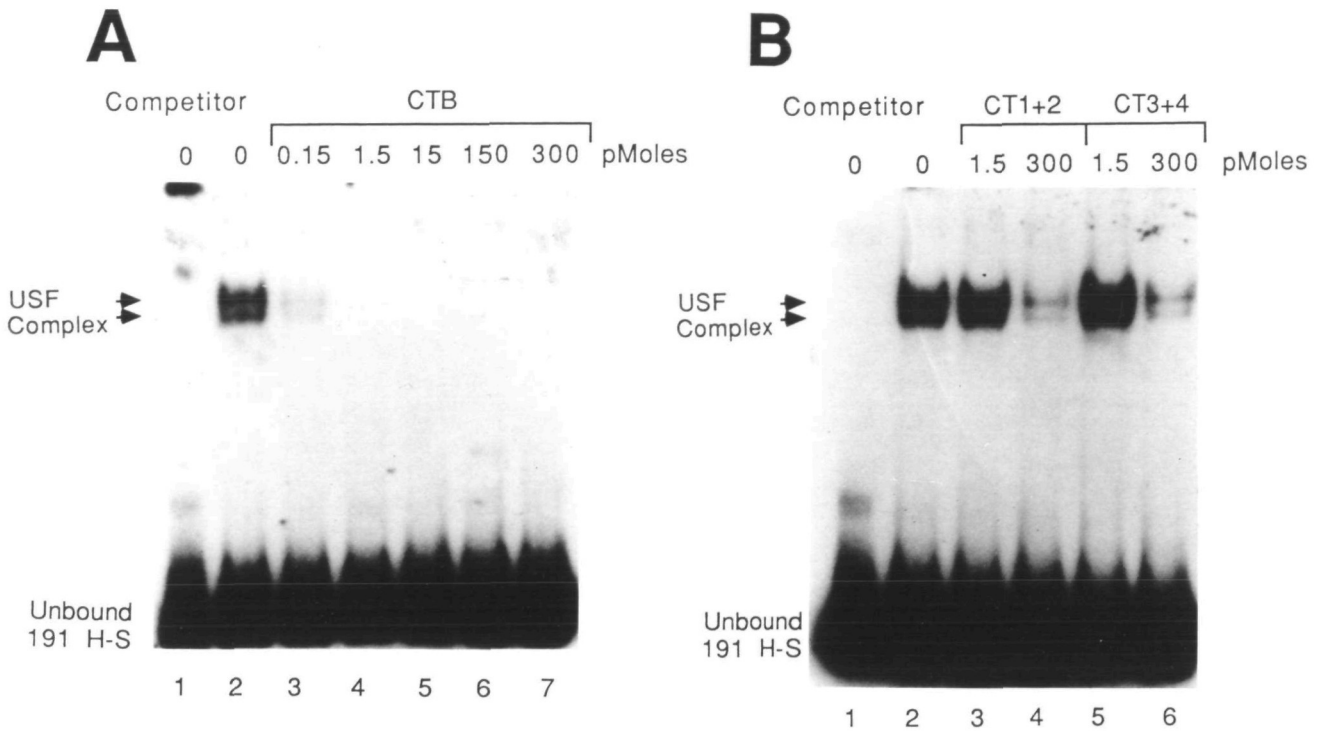 A
Competitor CTB
0 0 0.15 1.5 15 150 300 pMoles
USF
Complex
Unbound
191 H-S
1 2 3 4 5 6 7
B
Competitor CT1+2 CT3+4
0 0 1.5 300 1.5 300 pMoles
USF
Complex
Unbound
191 H-S
1 2 3 4 5 6